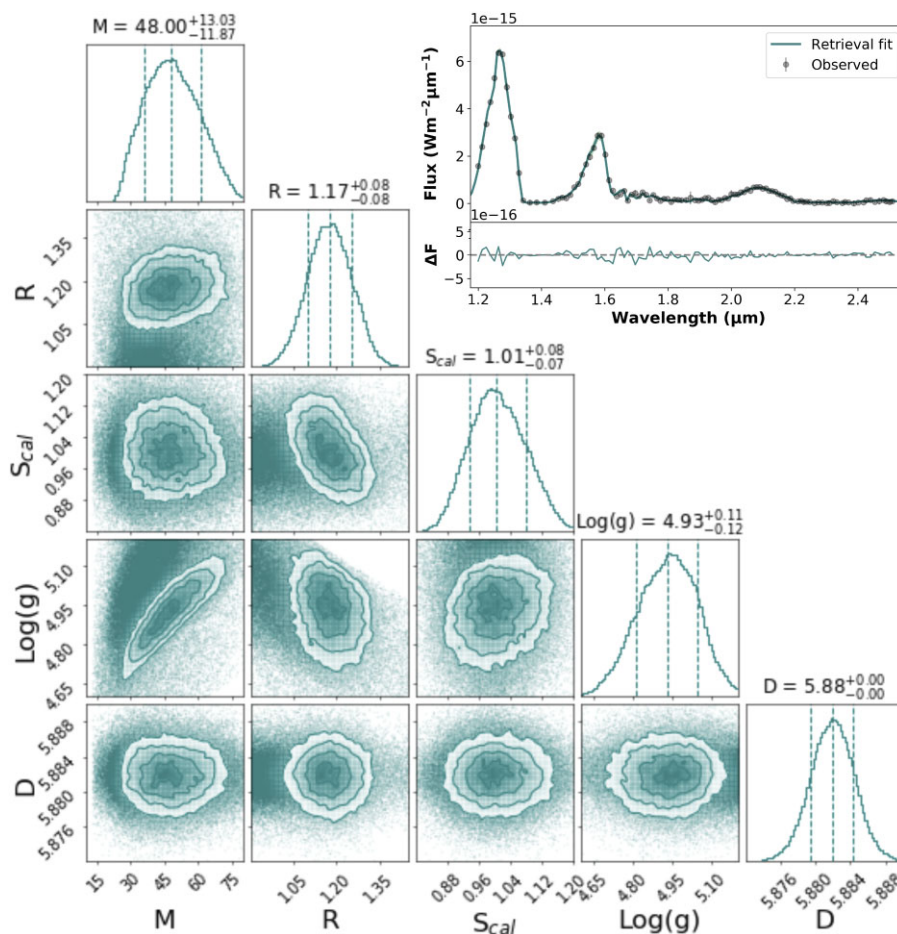 M = 48.00 +13.03 −11.87
1e−15
Retrieval fit
Observed
Flux (Wm−2μm−1)
6
4
2
0
1e−16
ΔF
5
0
−5
1.2 1.4 1.6 1.8 2.0 2.2 2.4
Wavelength (μm)
R = 1.17 +0.08 −0.08
R
1.35
1.20
1.05
S_cal = 1.01 +0.08 −0.07
S_cal
1.20
1.12
1.04
0.96
0.88
Log(g) = 4.93 +0.11 −0.12
Log(g)
5.10
4.95
4.80
4.65
D = 5.88 +0.00 −0.00
D
5.888
5.884
5.880
5.876
15 30 45 60 75
1.05 1.20 1.35
0.88 0.96 1.04 1.12 1.20
4.65 4.80 4.95 5.10
5.876 5.880 5.884 5.888
M R S_cal Log(g) D